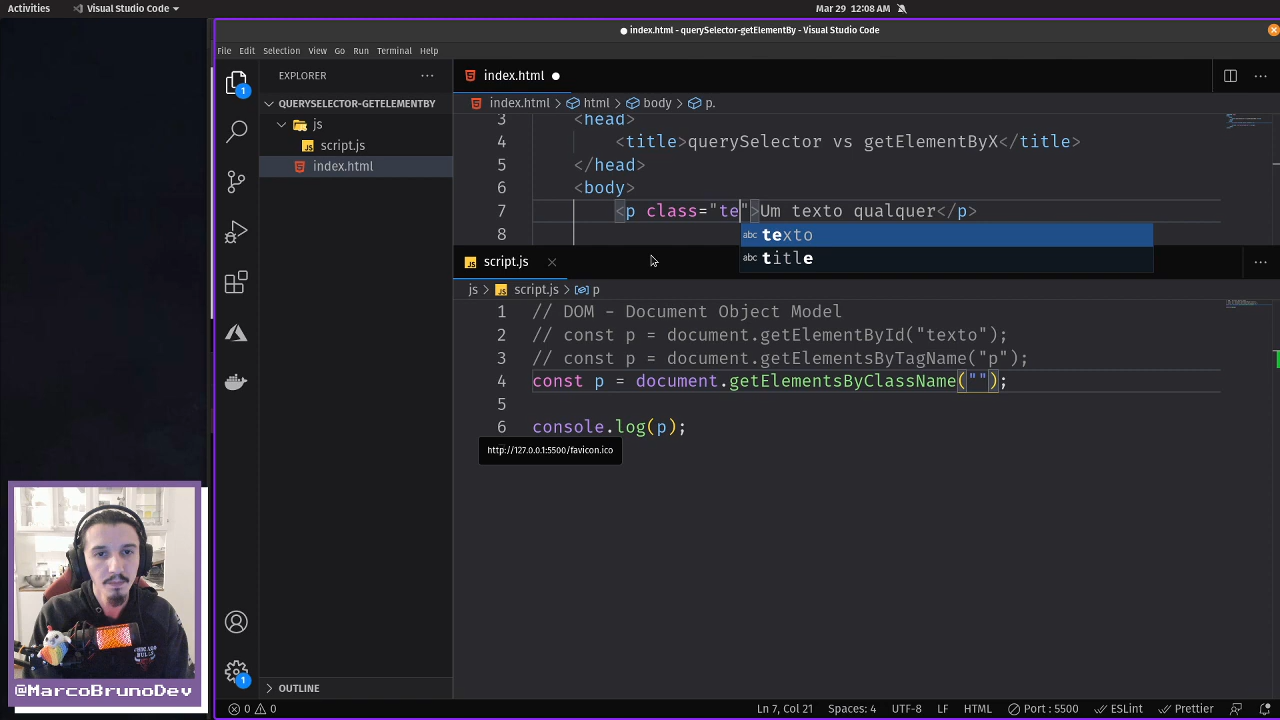 Activities
Visual Studio Code
Mar 29 12:08 AM
● index.html - querySelector-getElementBy - Visual Studio Code
File Edit Selection View Go Run Terminal Help
EXPLORER
QUERYSELECTOR-GETELEMENTBY
js
script.js
index.html
OUTLINE
1
1
index.html
index.html > html > body > p.
3 <head>
4 <title>querySelector vs getElementByX</title>
5 </head>
6 <body>
7 <p class="te">Um texto qualquer</p>
8
abc texto
abc title
script.js
js > script.js > p
1 // DOM - Document Object Model
2 // const p = document.getElementById("texto");
3 // const p = document.getElementsByTagName("p");
4 const p = document.getElementsByClassName("");
5
6 console.log(p);
http://127.0.0.1:5500/favicon.ico
@MarcoBrunoDev
0 0
Ln 7, Col 21 Spaces: 4 UTF-8 LF HTML Port : 5500 ESLint Prettier